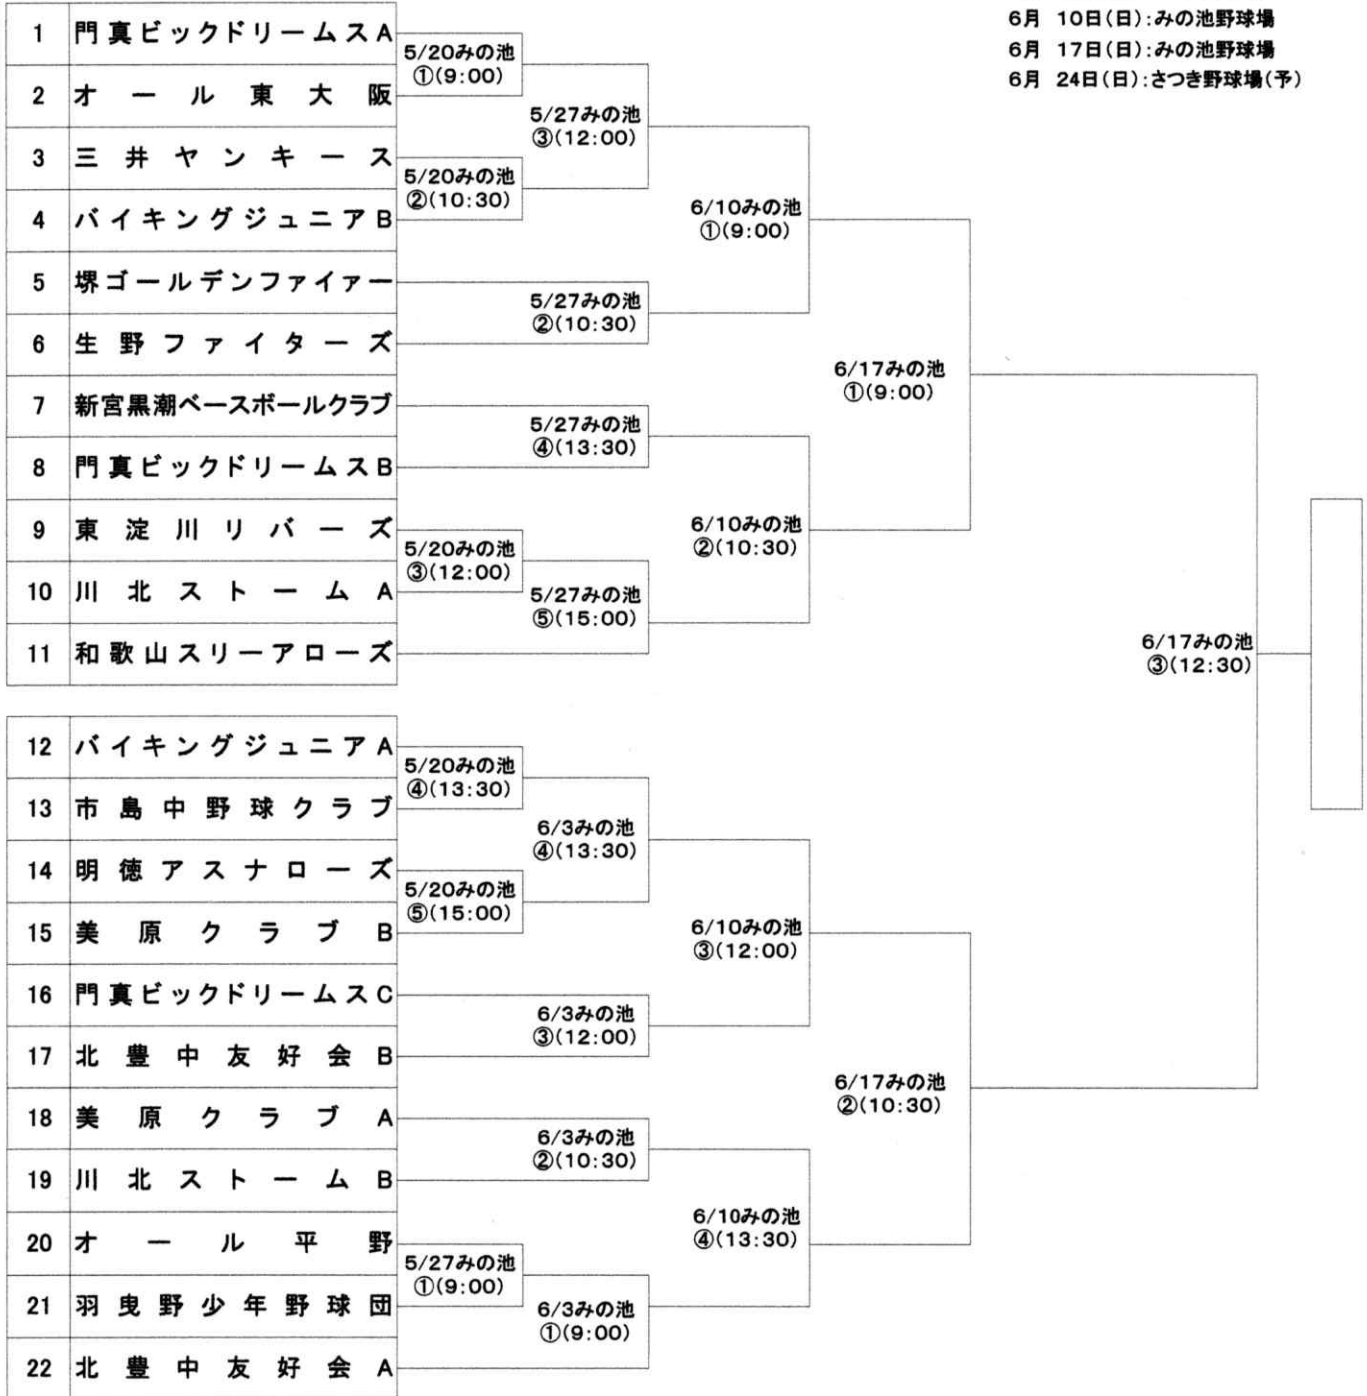 6月 10日(日):みの池野球場
6月 17日(日):みの池野球場
6月 24日(日):さつき野球場(予)
1 門真ビックドリームスA
5/20みの池
①(9:00)
2 オール東大阪
5/27みの池
③(12:00)
3 三井ヤンキース
5/20みの池
②(10:30)
4 バイキングジュニアB
6/10みの池
①(9:00)
5 堺ゴールデンファイァー
5/27みの池
②(10:30)
6 生野ファイターズ
6/17みの池
①(9:00)
7 新宮黒潮ベースボールクラブ
5/27みの池
④(13:30)
8 門真ビックドリームスB
9 東淀川リバーズ
6/10みの池
②(10:30)
5/20みの池
③(12:00)
10 川北ストームA
5/27みの池
⑤(15:00)
11 和歌山スリーアローズ
6/17みの池
③(12:30)
12 バイキングジュニアA
5/20みの池
④(13:30)
13 市島中野球クラブ
6/3みの池
④(13:30)
14 明徳アスナローズ
5/20みの池
⑤(15:00)
15 美原クラブB
6/10みの池
③(12:00)
16 門真ビックドリームスC
6/3みの池
③(12:00)
17 北豊中友好会B
6/17みの池
②(10:30)
18 美原クラブA
6/3みの池
②(10:30)
19 川北ストームB
6/10みの池
④(13:30)
20 オール平野
5/27みの池
①(9:00)
21 羽曳野少年野球団
6/3みの池
①(9:00)
22 北豊中友好会A